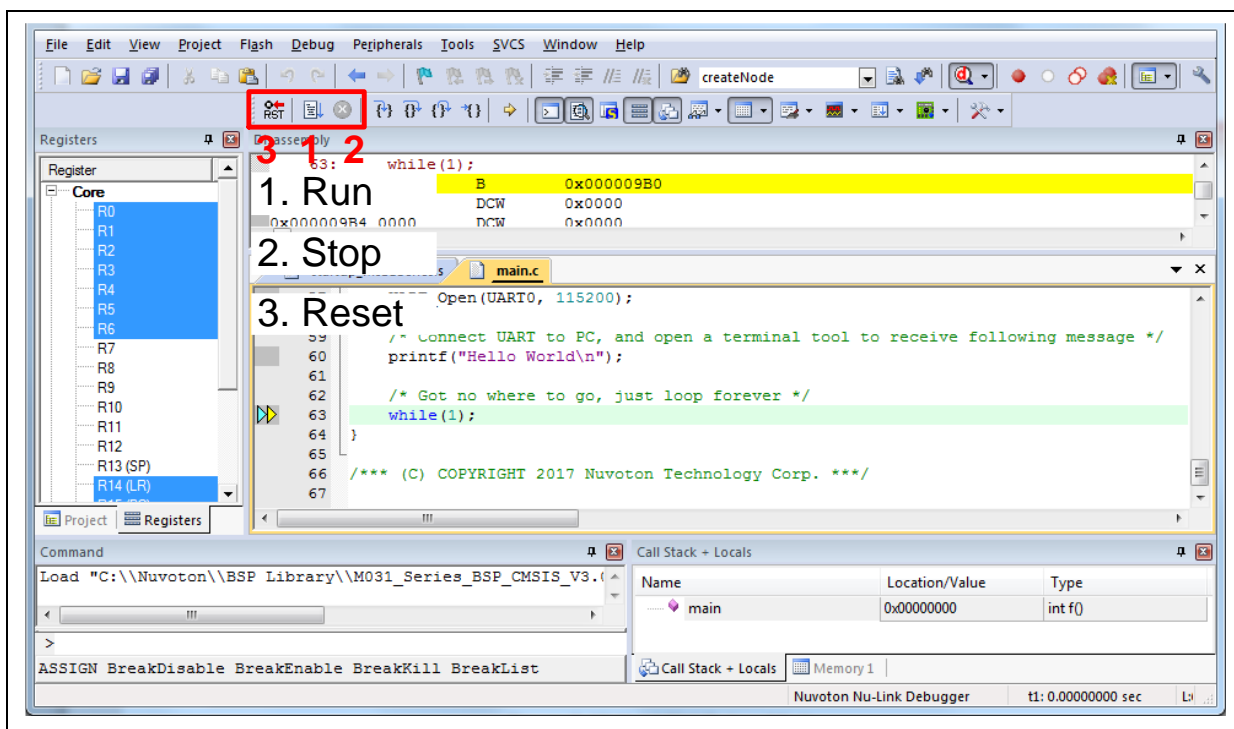 File Edit View Project Flash Debug Peripherals Tools SVCS Window Help
createNode
RST
3 1 2
Registers
Disassembly
Register
Core
R0
R1
R2
R3
R4
R5
R6
R7
R8
R9
R10
R11
R12
R13 (SP)
R14 (LR)
Project Registers
63: while(1);
B 0x000009B0
DCW 0x0000
0x000009B4 0000 DCW 0x0000
1. Run
2. Stop
3. Reset
main.c
Open(UART0, 115200);
59 /* Connect UART to PC, and open a terminal tool to receive following message */
60 printf("Hello World\n");
61
62 /* Got no where to go, just loop forever */
63 while(1);
64 }
65
66 /*** (C) COPYRIGHT 2017 Nuvoton Technology Corp. ***/
67
Command
Load "C:\\Nuvoton\\BSP Library\\M031_Series_BSP_CMSIS_V3.
>
ASSIGN BreakDisable BreakEnable BreakKill BreakList
Call Stack + Locals
Name Location/Value Type
main 0x00000000 int f()
Call Stack + Locals Memory 1
Nuvoton Nu-Link Debugger t1: 0.00000000 sec